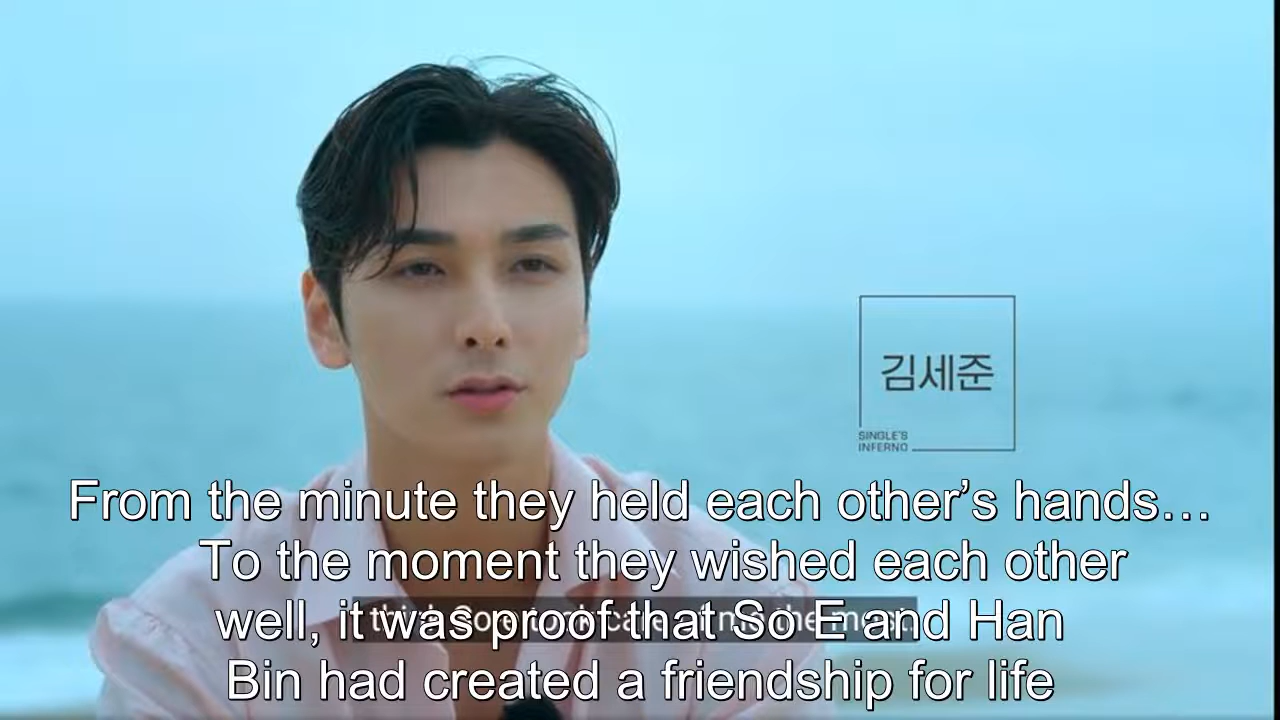 김세준
SINGLE'S
INFERNO
From the minute they held each other’s hands…
To the moment they wished each other
well, it was proof that So E and Han
Bin had created a friendship for life